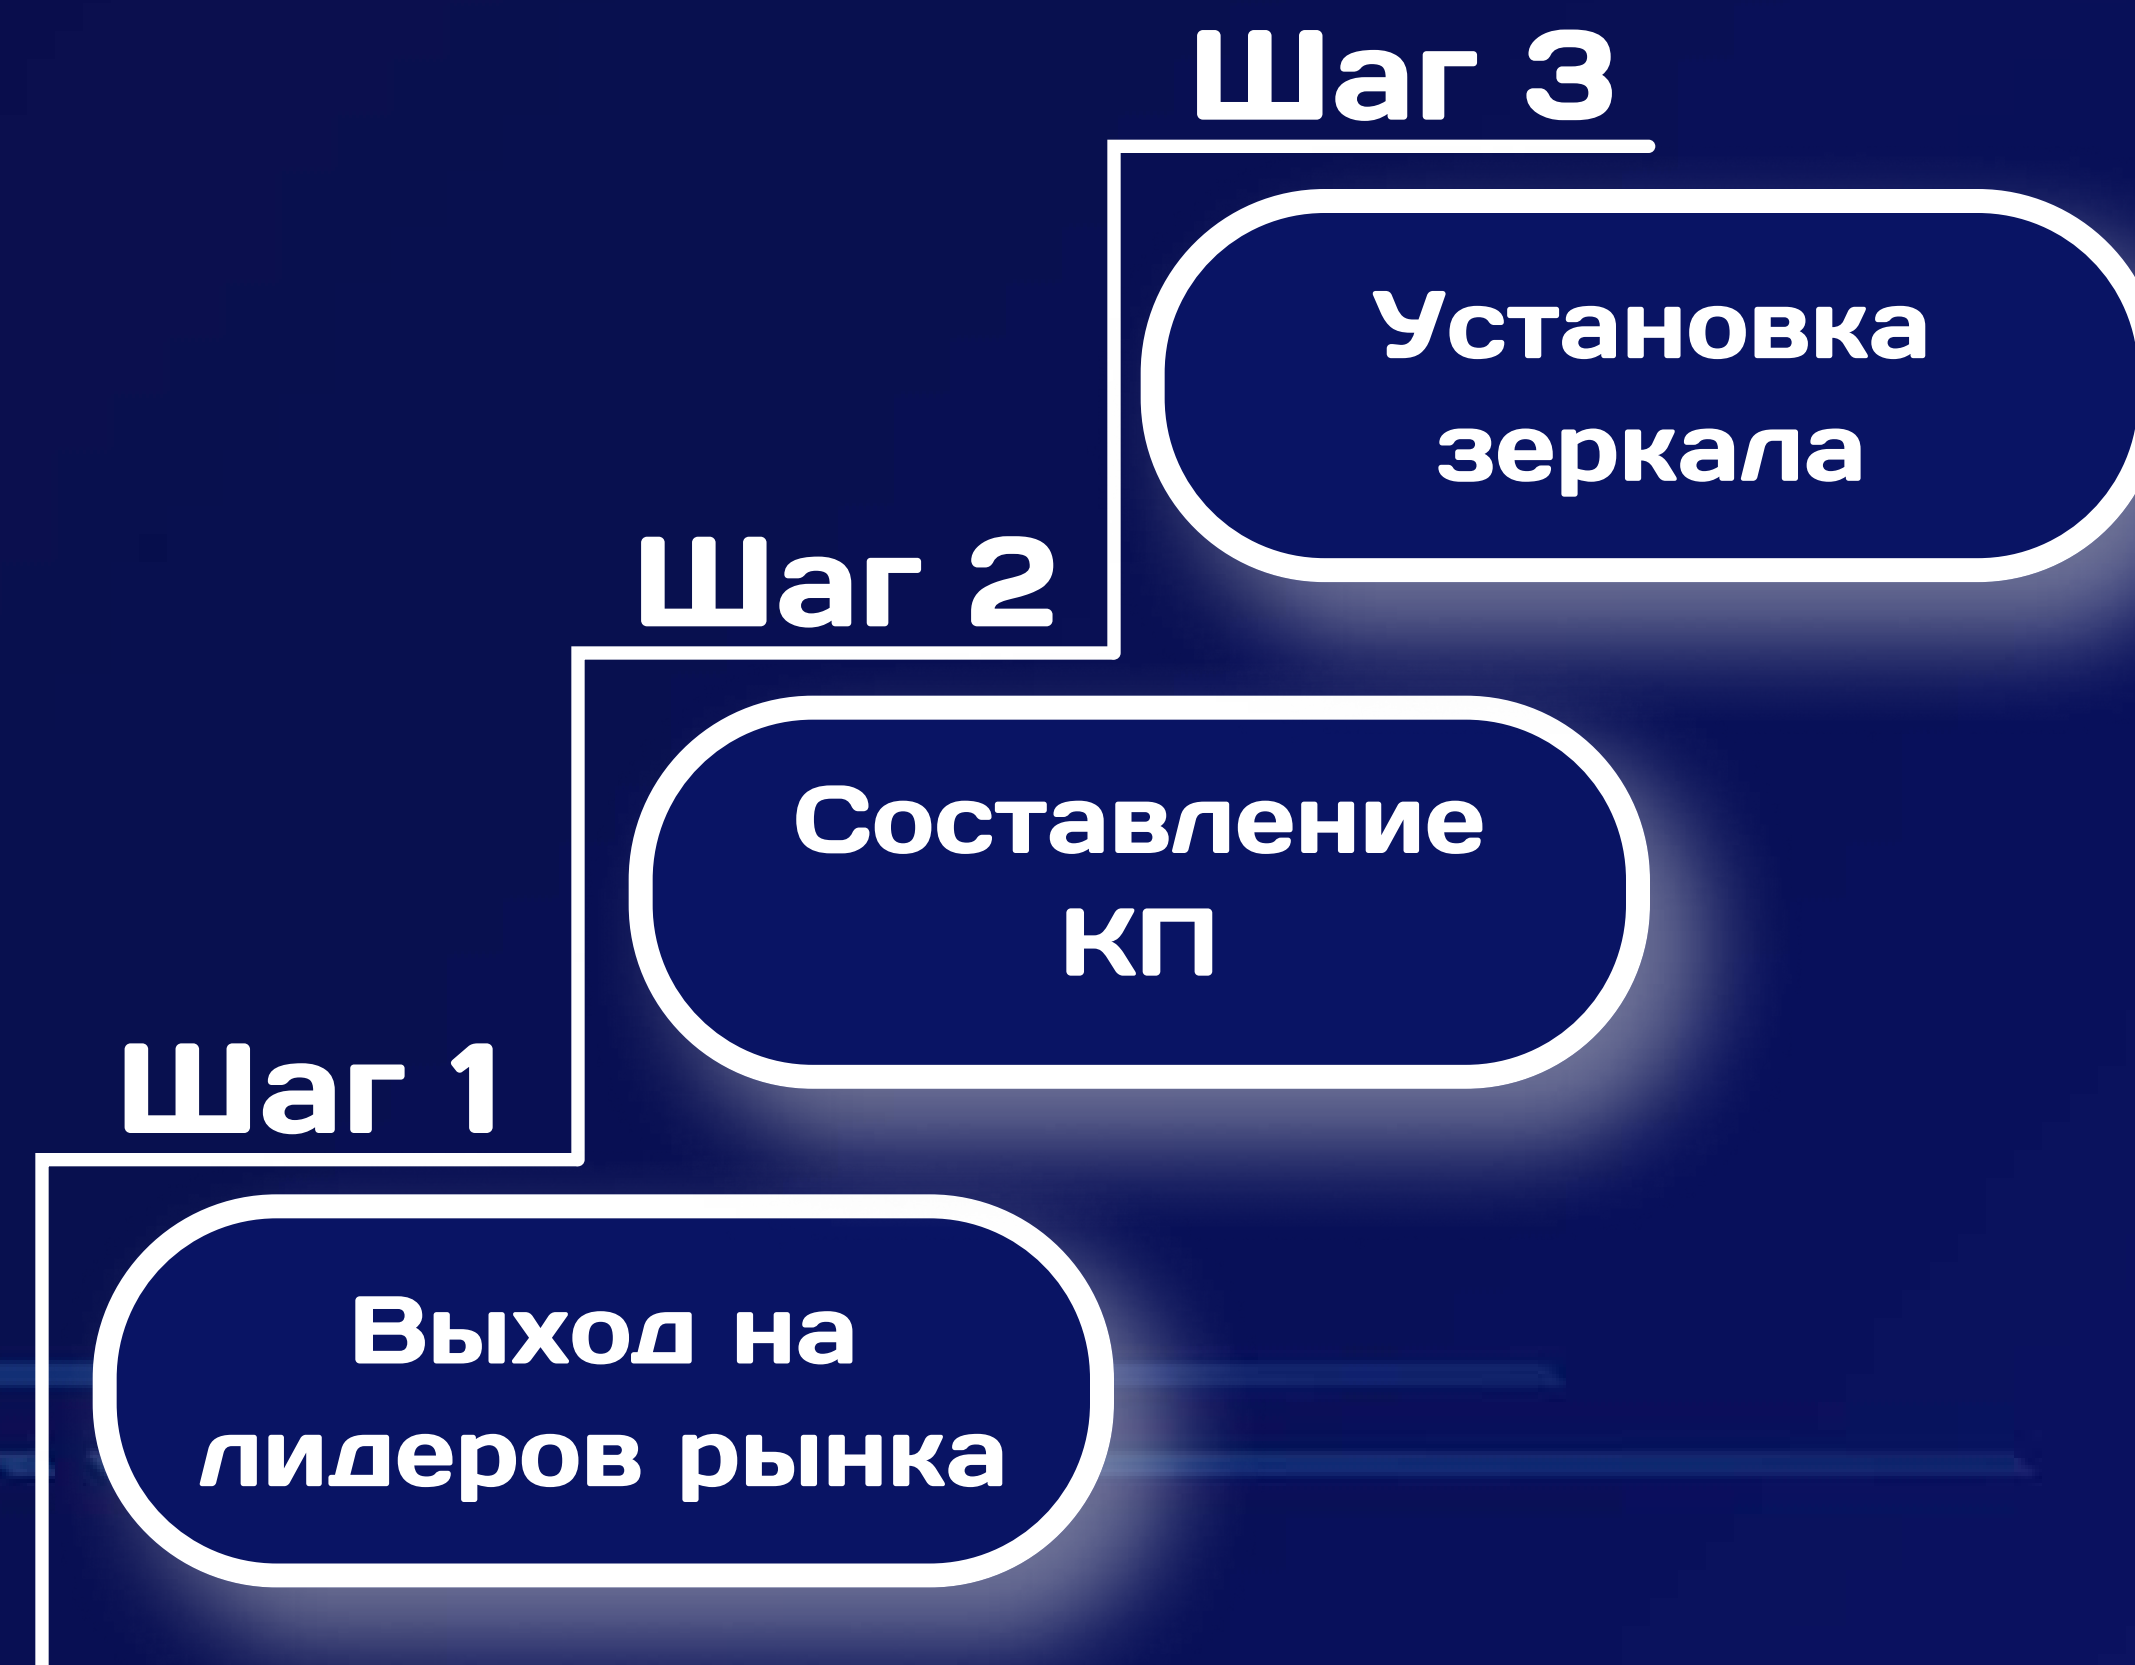 Шаг 3
Установка
зеркала
Шаг 2
Составление
КП
Шаг 1
Выход на
лидеров рынка